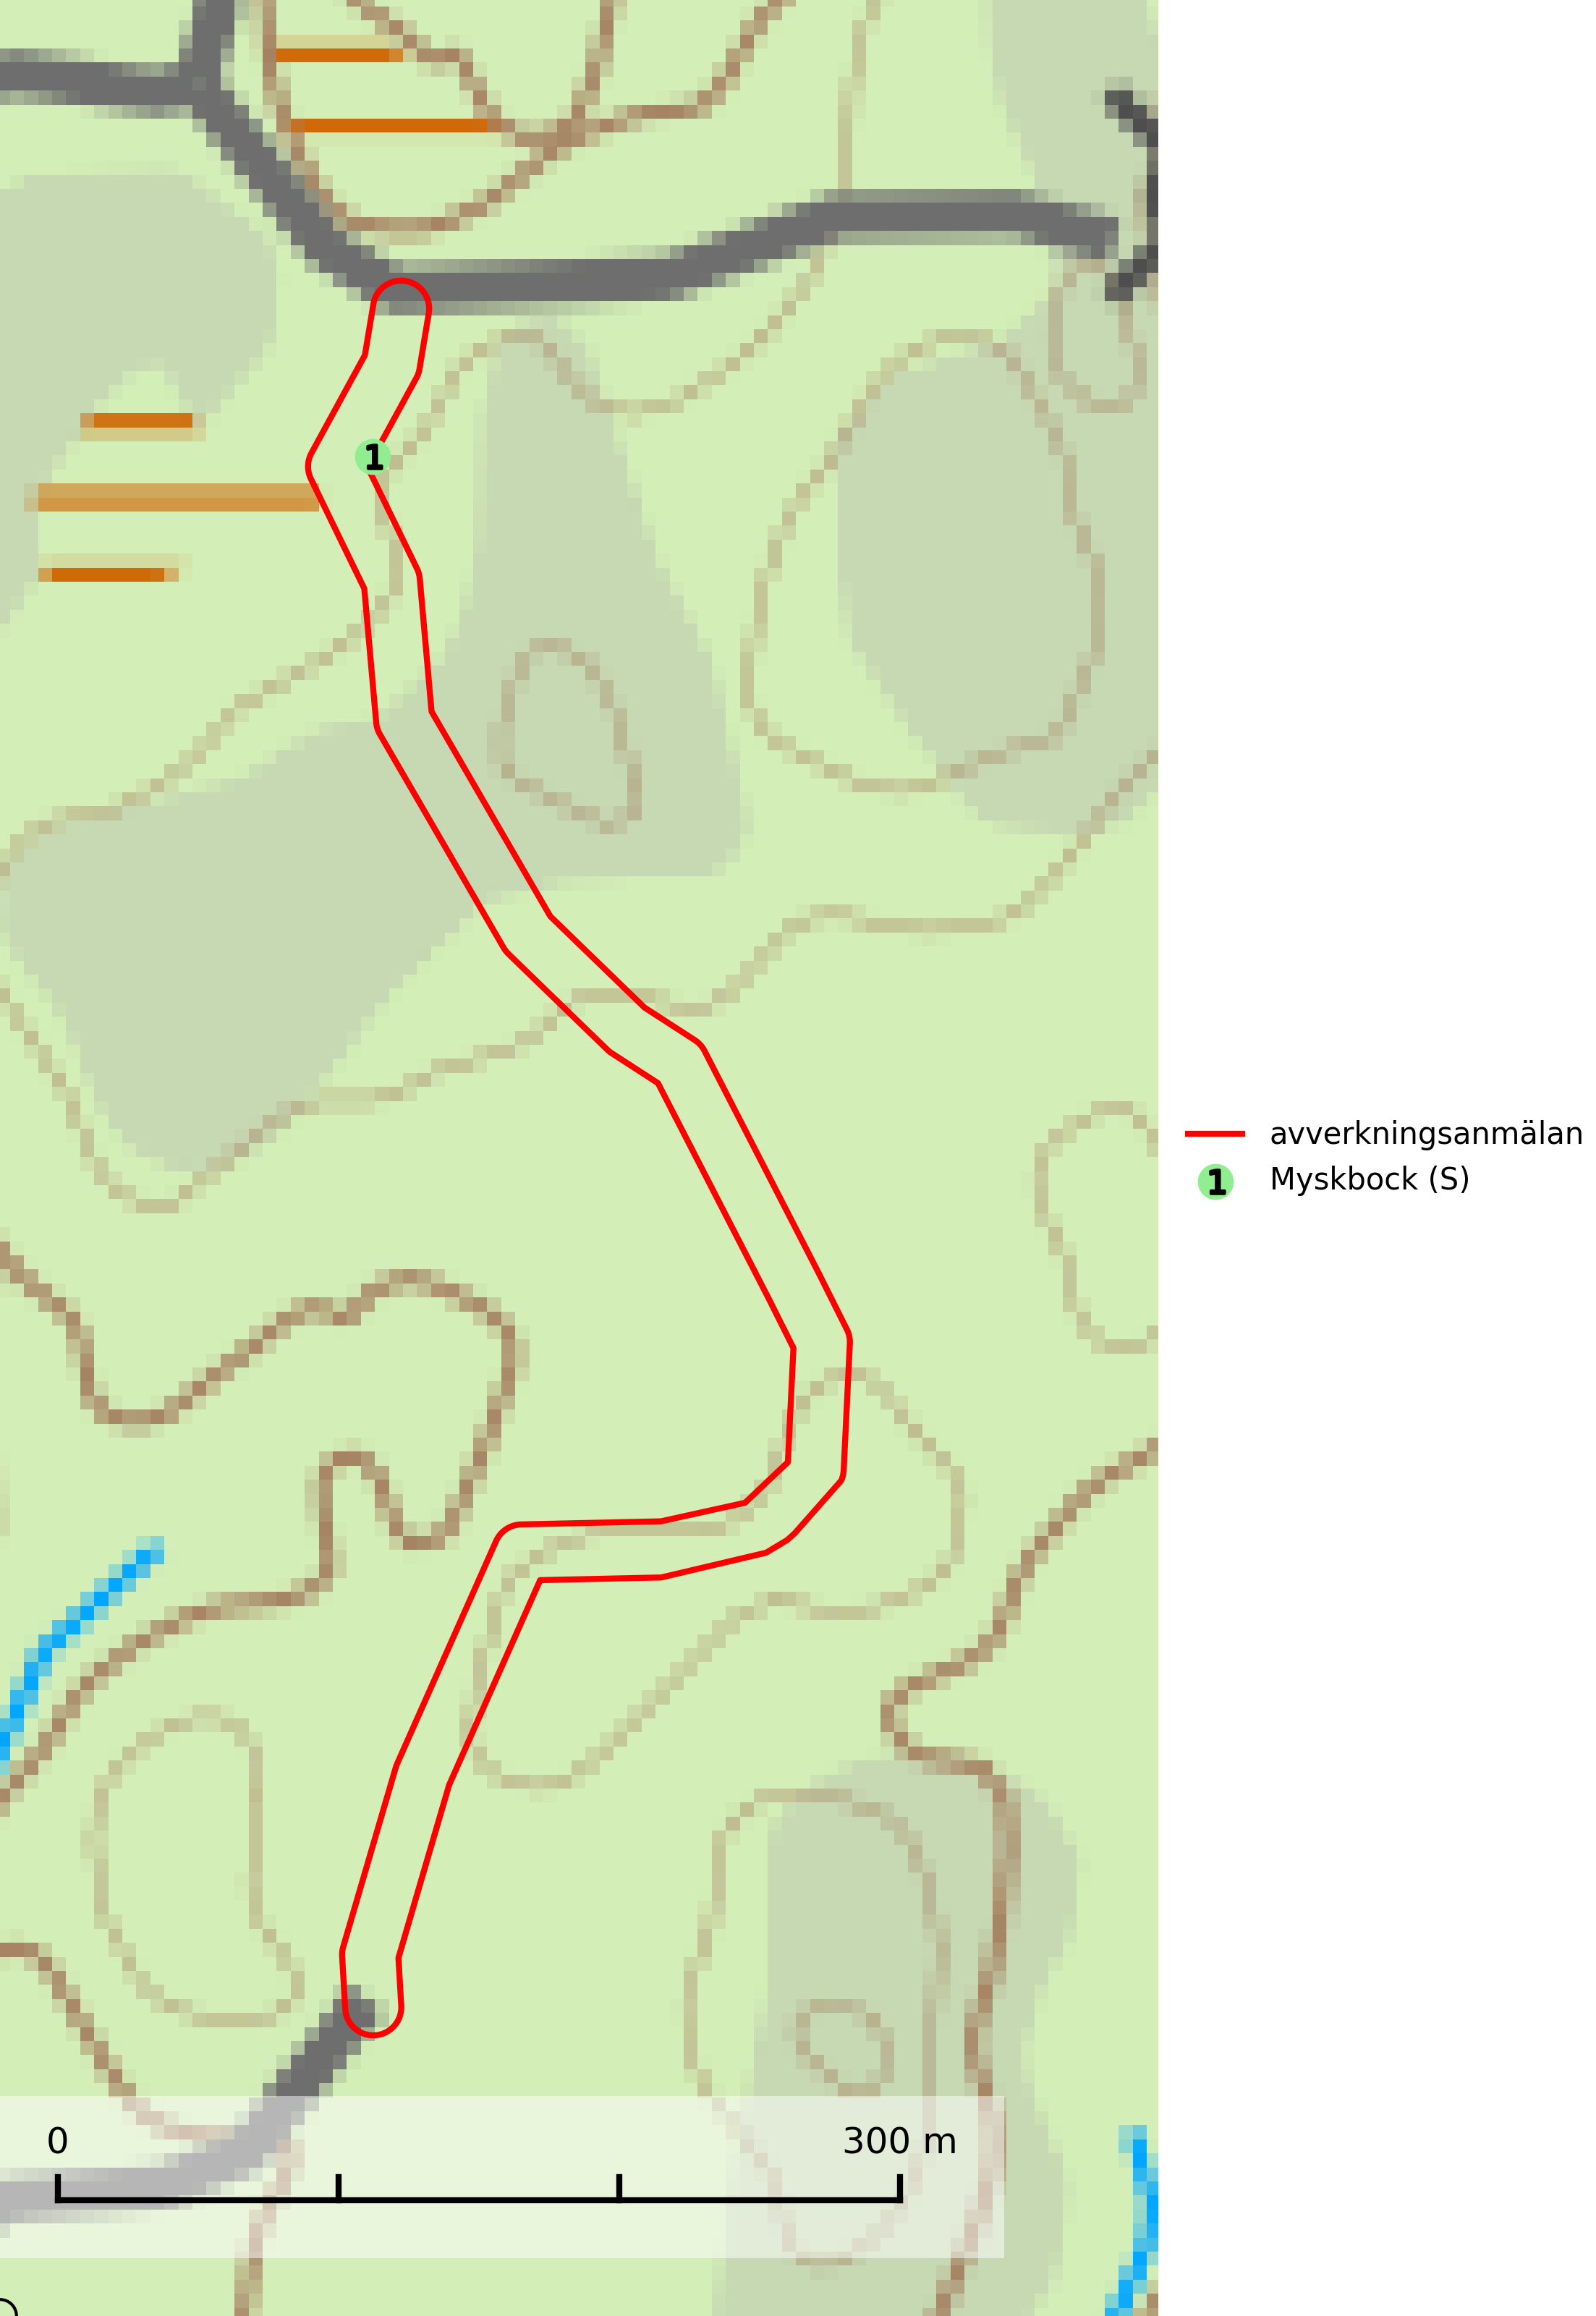 1
avverkningsanmälan
1 Myskbock (S)
0 300 m